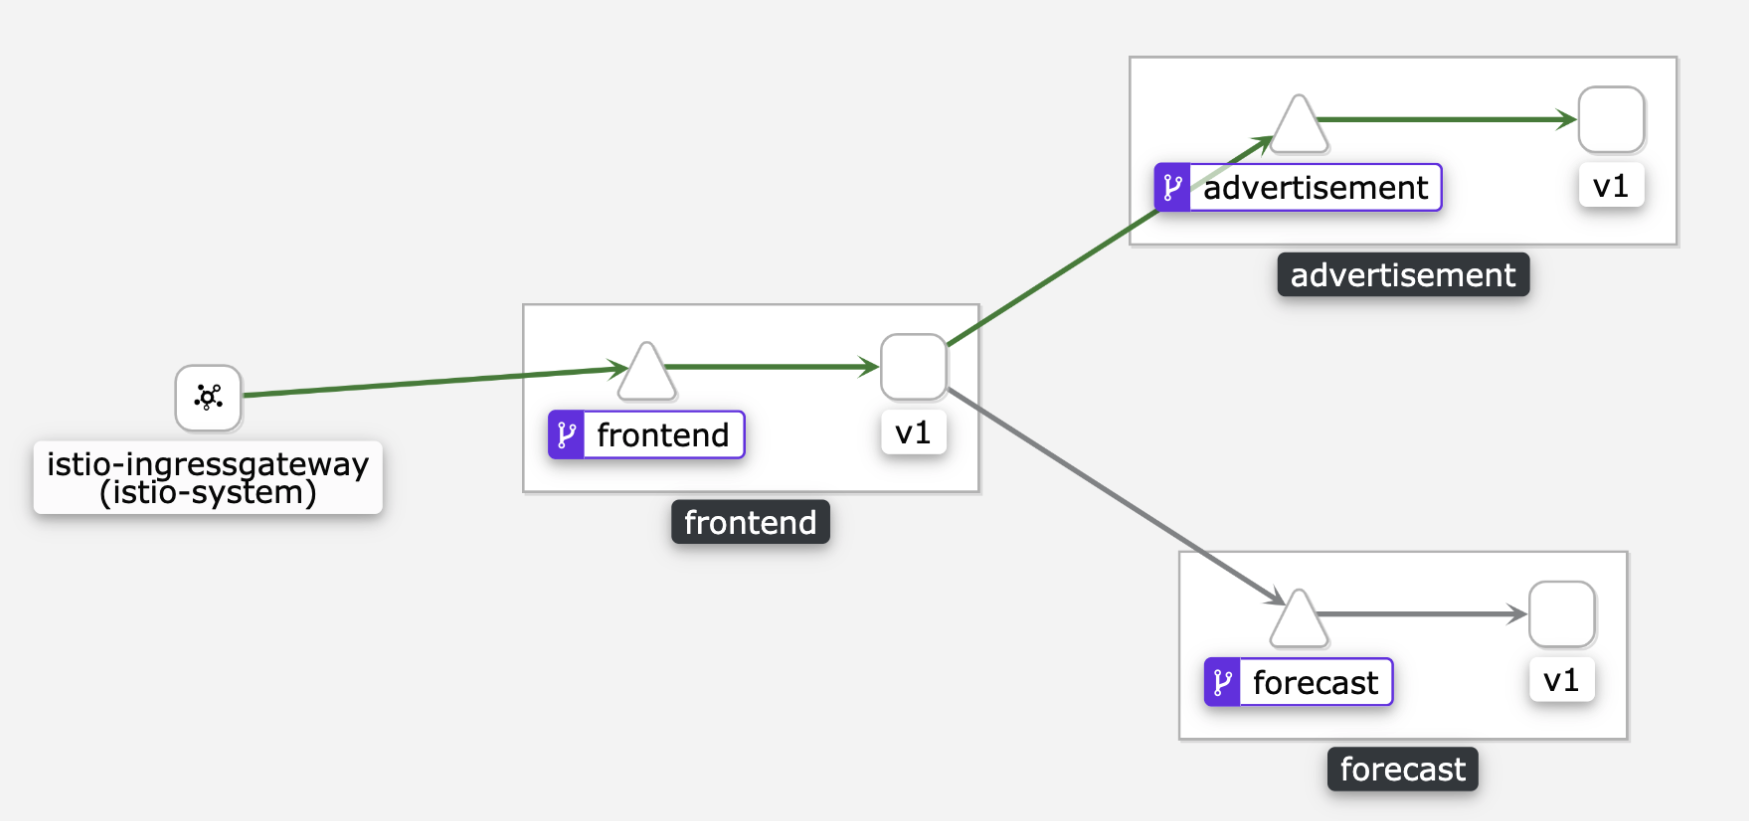 advertisement
v1
advertisement
istio-ingressgateway
(istio-system)
frontend
v1
frontend
forecast
v1
forecast